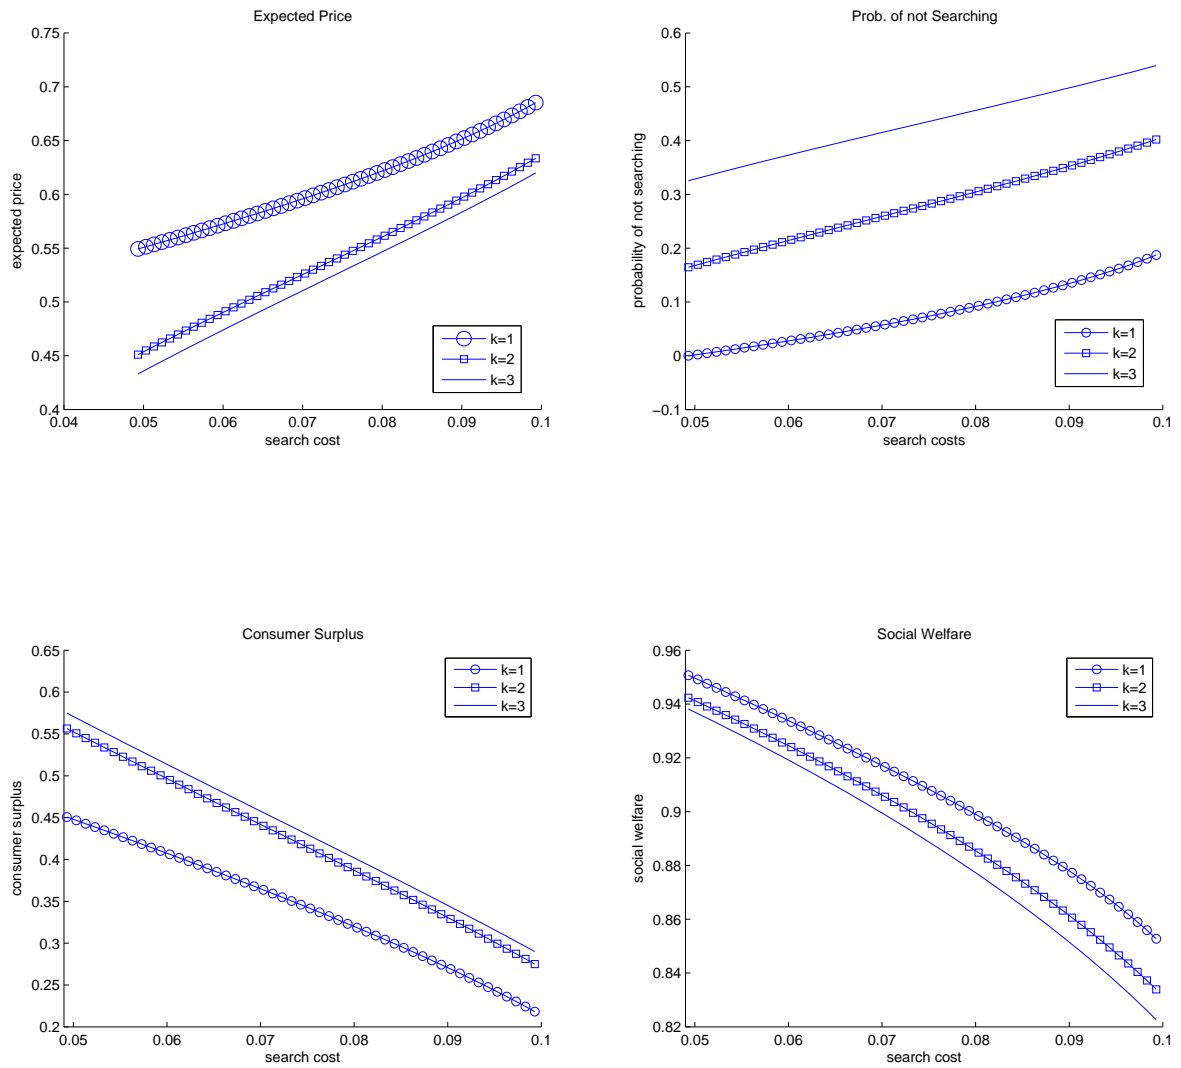 Expected Price
0.75
0.7
0.65
0.6
0.55
0.5
0.45
0.4
expected price
0.04 0.05 0.06 0.07 0.08 0.09 0.1
search cost
k=1
k=2
k=3
Prob. of not Searching
0.6
0.5
0.4
0.3
0.2
0.1
0
−0.1
probability of not searching
0.05 0.06 0.07 0.08 0.09 0.1
search costs
k=1
k=2
k=3
Consumer Surplus
0.65
0.6
0.55
0.5
0.45
0.4
0.35
0.3
0.25
0.2
consumer surplus
0.05 0.06 0.07 0.08 0.09 0.1
search cost
k=1
k=2
k=3
Social Welfare
0.96
0.94
0.92
0.9
0.88
0.86
0.84
0.82
social welfare
0.05 0.06 0.07 0.08 0.09 0.1
search cost
k=1
k=2
k=3